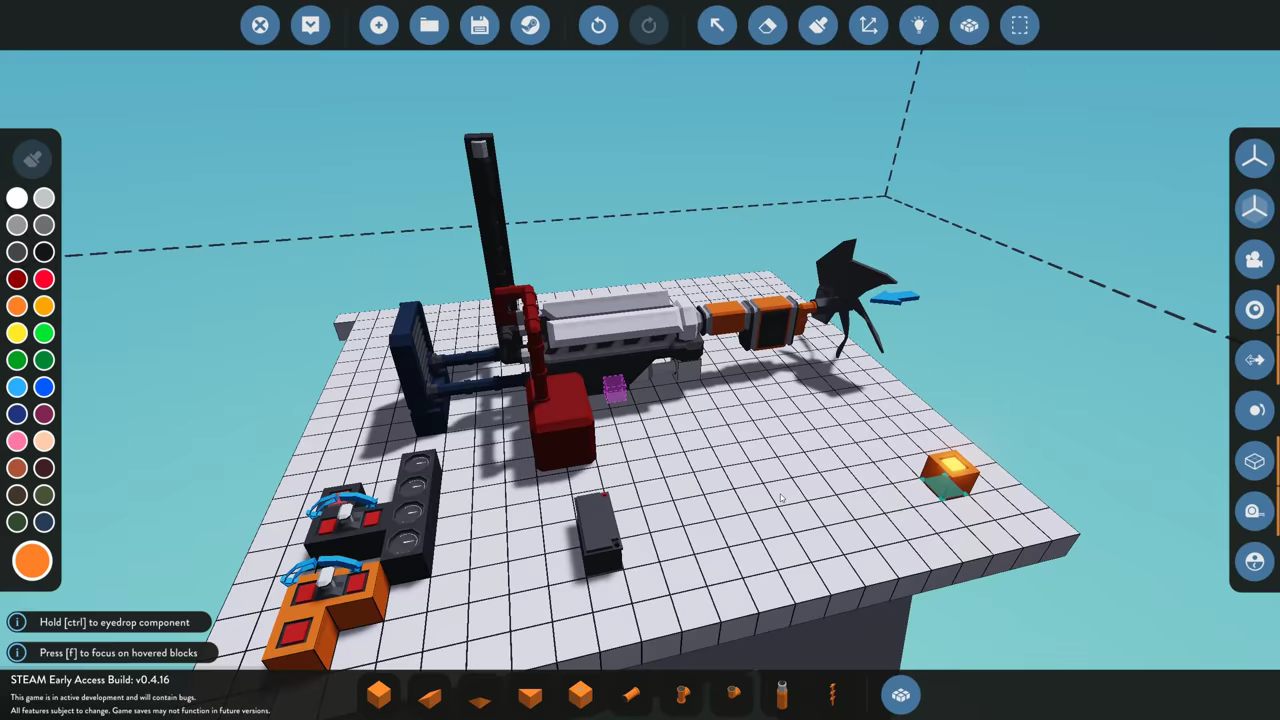 Hold [ctrl] to eyedrop component
Press [f] to focus on hovered blocks
STEAM Early Access Build: v0.4.16
This game is in active development and will contain bugs.
All features subject to change. Game saves may not function in future versions.